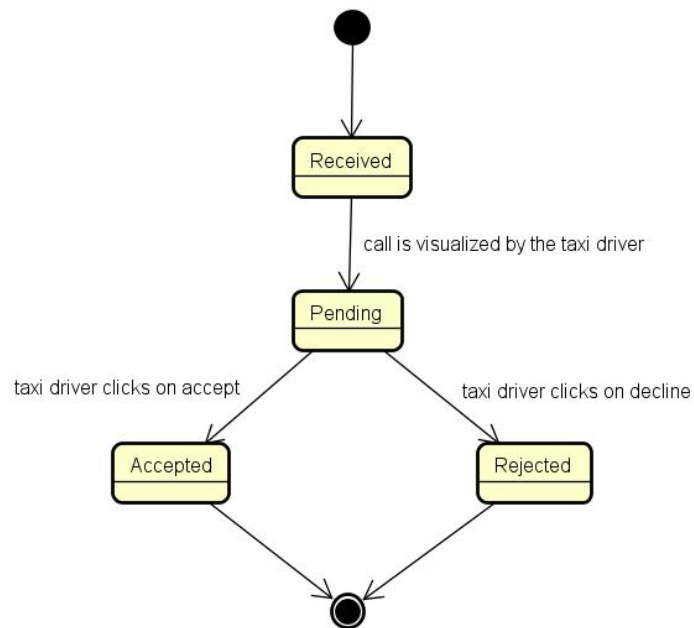 Received
call is visualized by the taxi driver
Pending
taxi driver clicks on accept
taxi driver clicks on decline
Accepted
Rejected